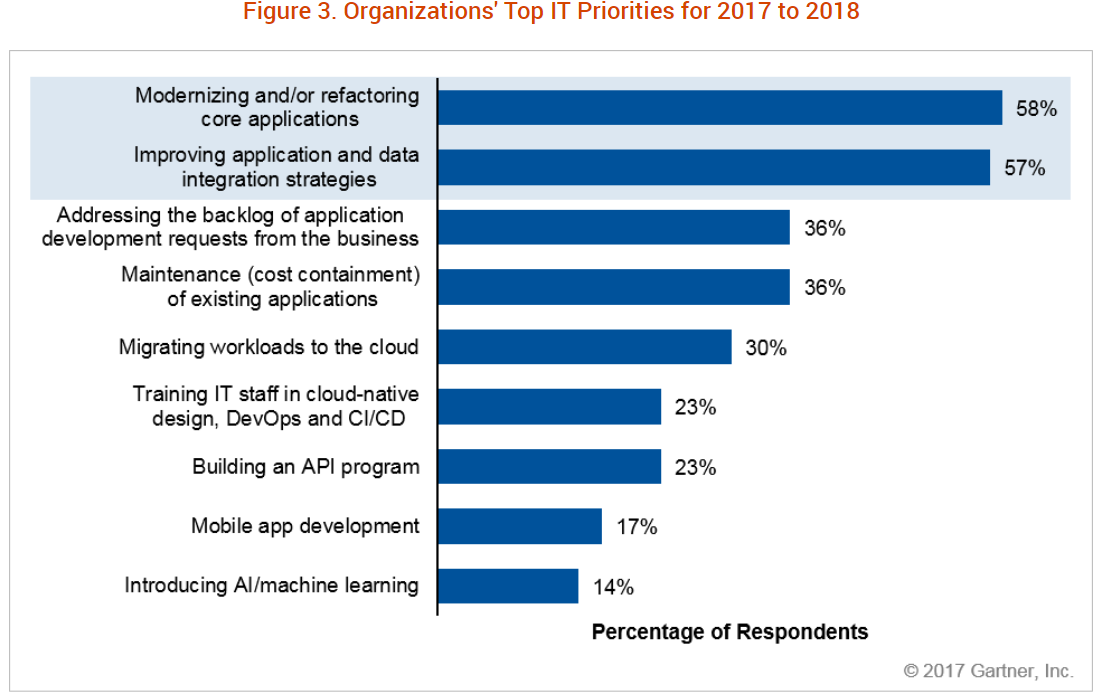 Figure 3. Organizations' Top IT Priorities for 2017 to 2018
Modernizing and/or refactoring
core applications
58%
Improving application and data
integration strategies
57%
Addressing the backlog of application
development requests from the business
36%
Maintenance (cost containment)
of existing applications
36%
Migrating workloads to the cloud
30%
Training IT staff in cloud-native
design, DevOps and CI/CD
23%
Building an API program
23%
Mobile app development
17%
Introducing AI/machine learning
14%
Percentage of Respondents
© 2017 Gartner, Inc.